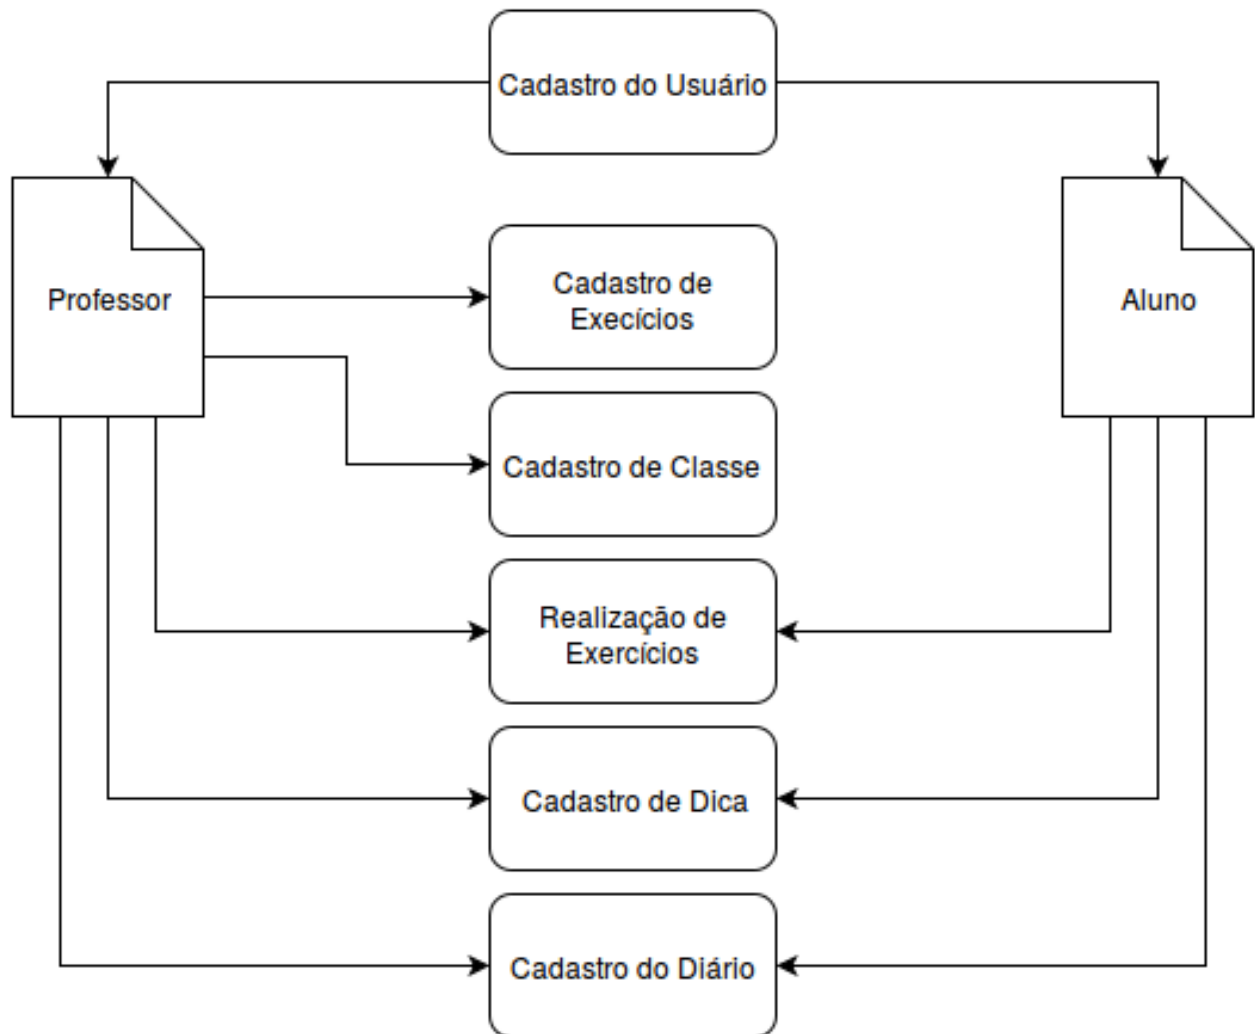 Cadastro do Usuário
Professor
Cadastro de
Execícios
Aluno
Cadastro de Classe
Realização de
Exercícios
Cadastro de Dica
Cadastro do Diário